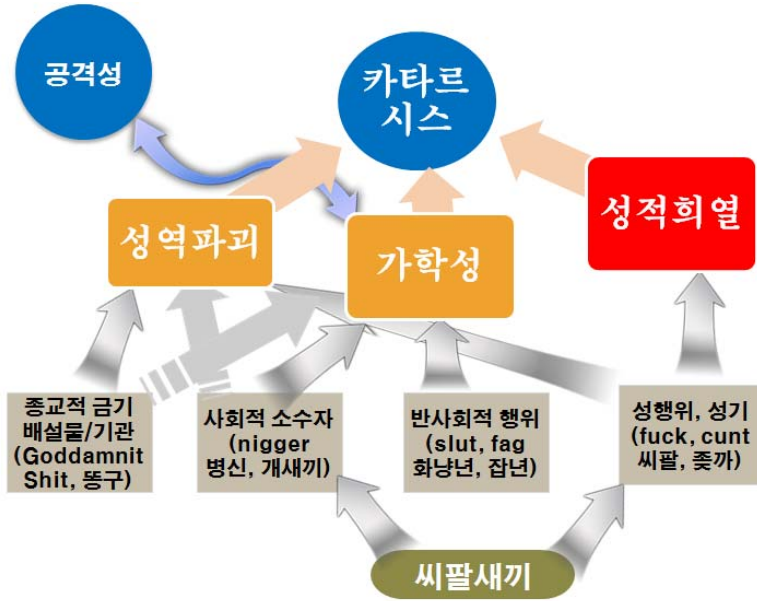 공격성
카타르
시스
성역파괴
가학성
성적희열
종교적 금기
배설물/기관
(Goddamnit
Shit, 똥구)
사회적 소수자
(nigger
병신, 개새끼)
반사회적 행위
(slut, fag
화냥년, 잡년)
성행위, 성기
(fuck, cunt
씨팔, 좆까)
씨팔새끼